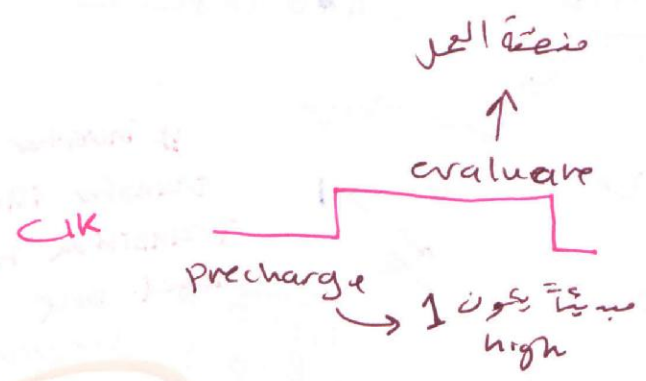 منطقة العمل
evaluate
CLK
precharge
مبدئياً يكون 1
high